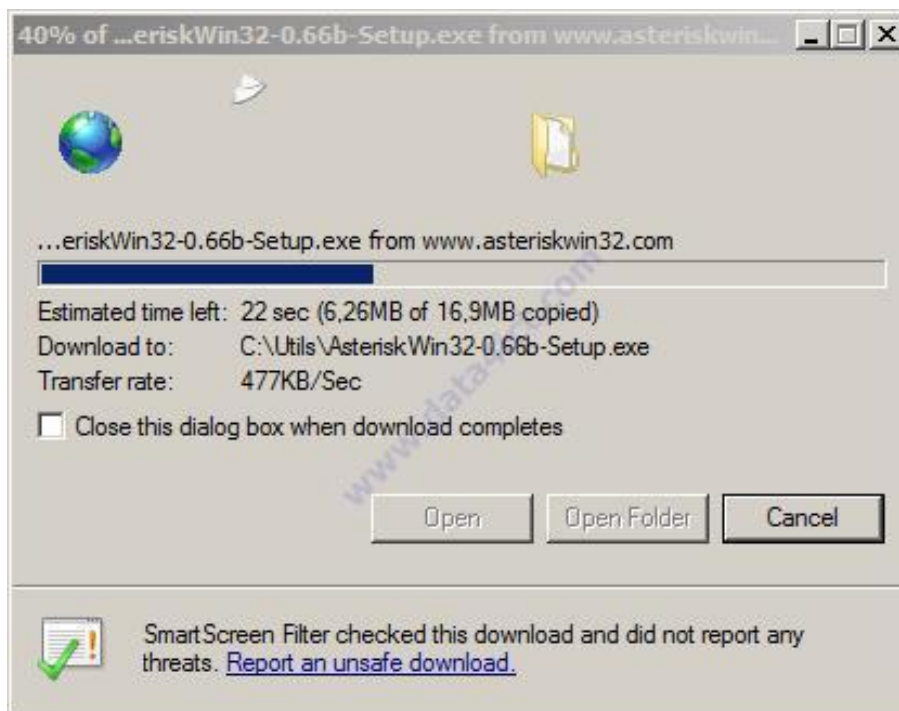 40% of ...eriskWin32-0.66b-Setup.exe from www.asteriskwin...
...eriskWin32-0.66b-Setup.exe from www.asteriskwin32.com
Estimated time left: 22 sec (6,26MB of 16,9MB copied)
Download to: C:\Utils\AsteriskWin32-0.66b-Setup.exe
Transfer rate: 477KB/Sec
Close this dialog box when download completes
Open Open Folder Cancel
SmartScreen Filter checked this download and did not report any
threats. Report an unsafe download.